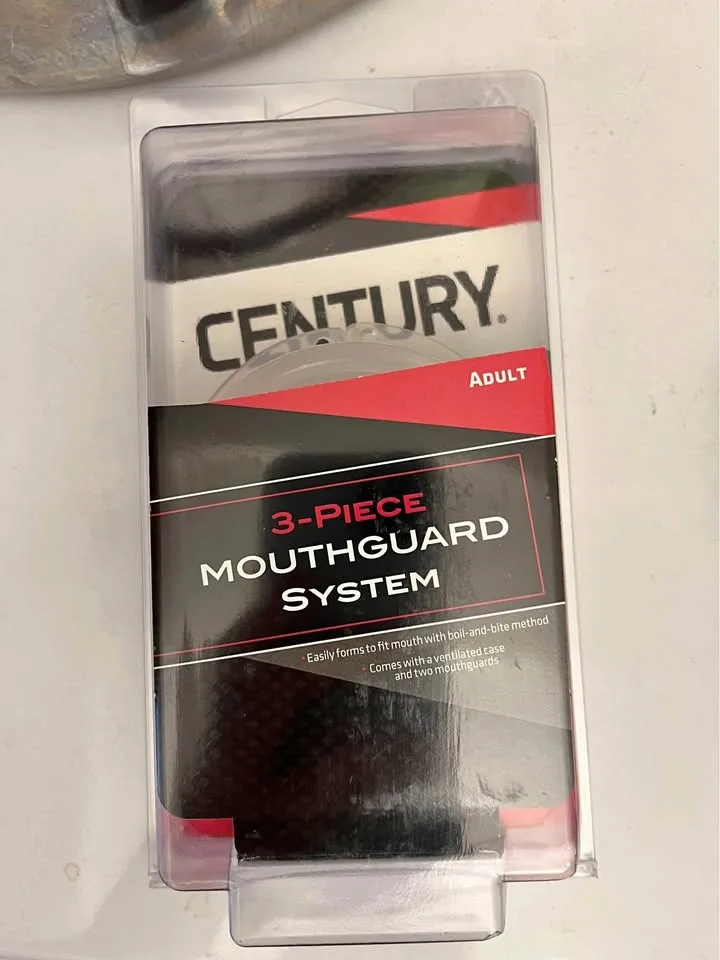 CENTURY®
ADULT
3-PIECE
MOUTHGUARD
SYSTEM
• Easily forms to fit mouth with boil-and-bite method
• Comes with a ventilated case
and two mouthguards